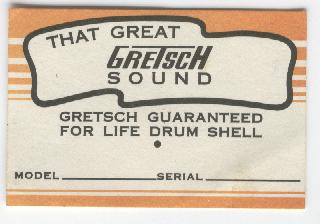 THAT GREAT
GRETSCH
SOUND
GRETSCH GUARANTEED
FOR LIFE DRUM SHELL
MODEL SERIAL